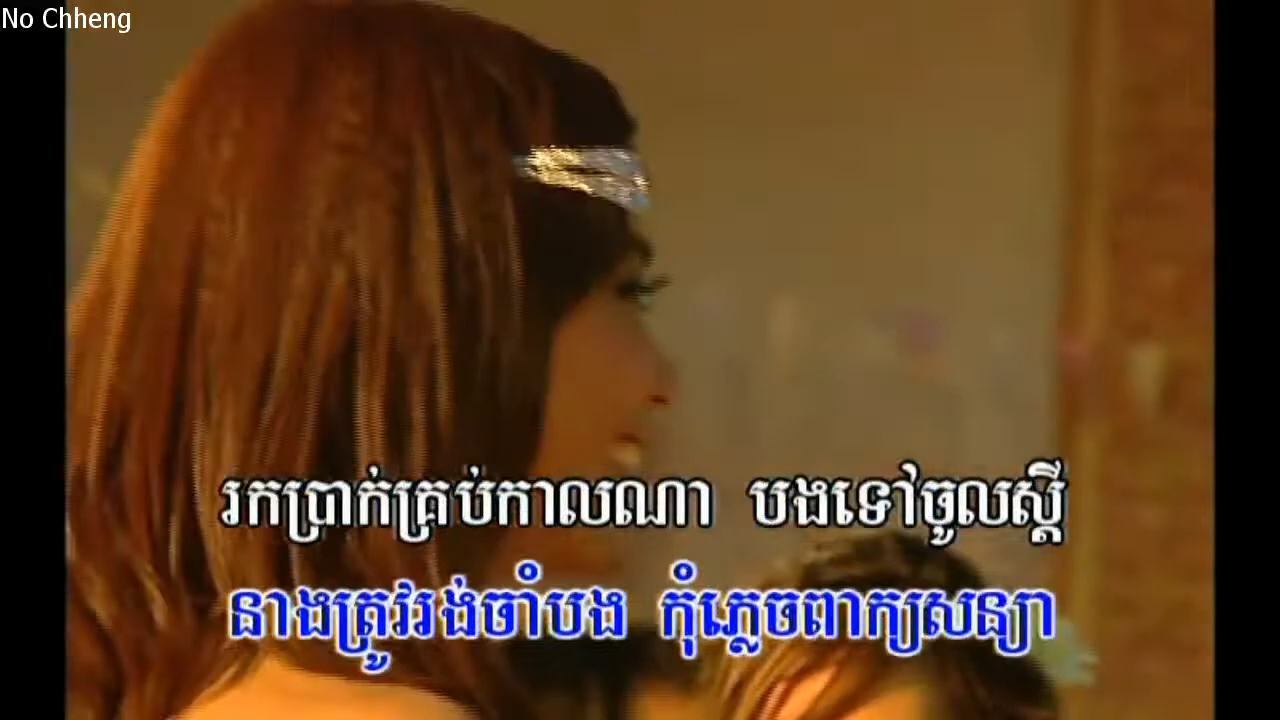 No Chheng
រកប្រាក់គ្រប់កាលណា បងទៅចូលស្ដី
នាងត្រូវរង់ចាំបង កុំភ្លេចពាក្យសន្យា